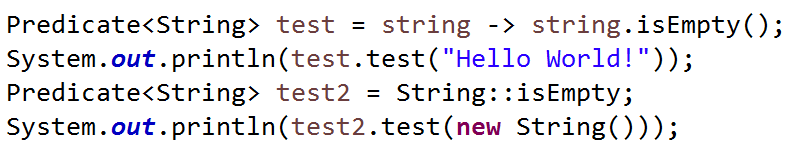 Predicate<String> test = string -> string.isEmpty();
System.out.println(test.test("Hello World!"));
Predicate<String> test2 = String::isEmpty;
System.out.println(test2.test(new String()));